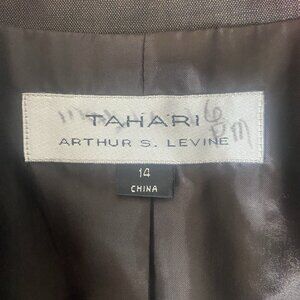 TAHARI
ARTHUR S. LEVINE
14
CHINA